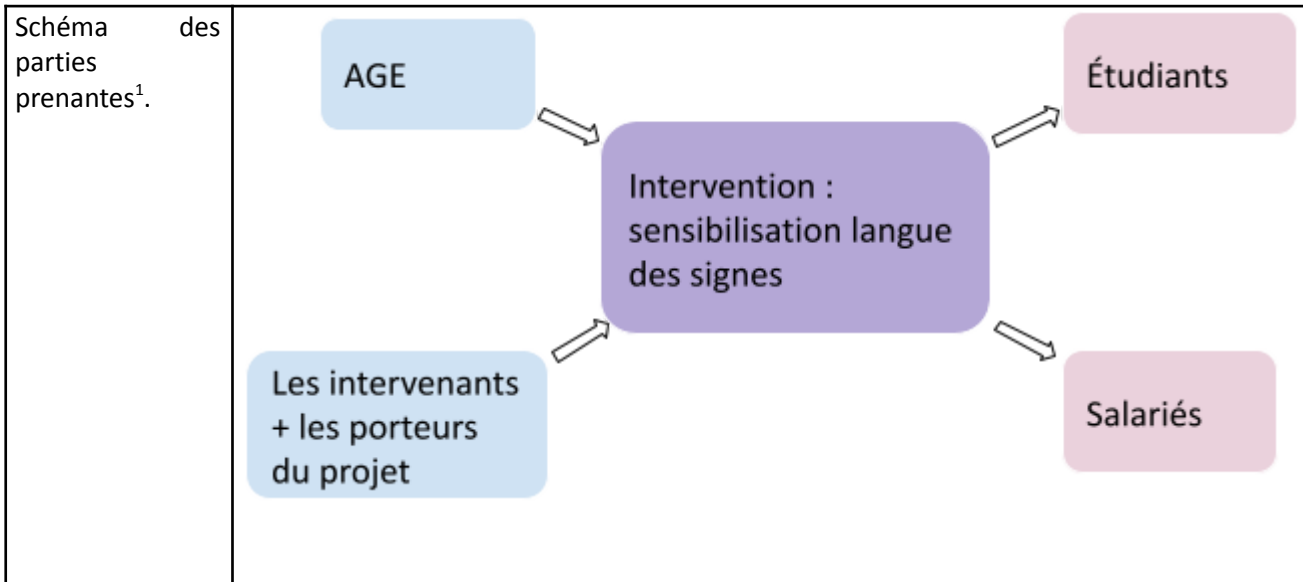 Schéma des
parties
prenantes¹.
AGE
Étudiants
Intervention :
sensibilisation langue
des signes
Les intervenants
+ les porteurs
du projet
Salariés